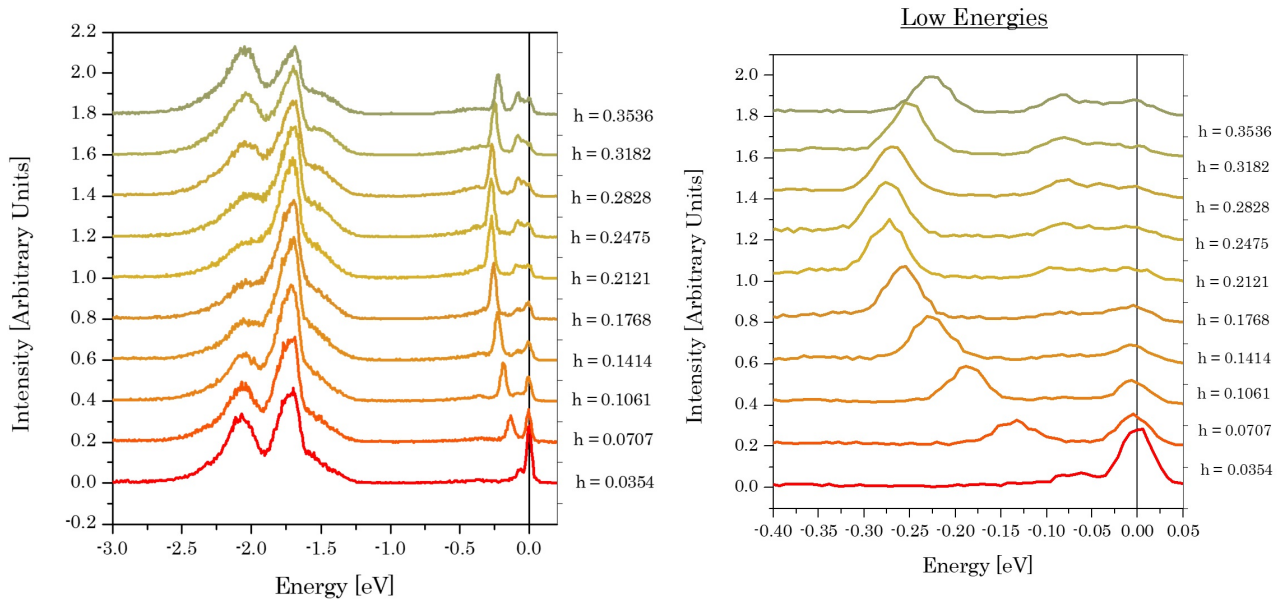 Low Energies
2.2
2.0
1.8
1.6
1.4
1.2
1.0
0.8
0.6
0.4
0.2
0.0
-0.2
Intensity [Arbitrary Units]
-3.0 -2.5 -2.0 -1.5 -1.0 -0.5 0.0
Energy [eV]
h = 0.3536
h = 0.3182
h = 0.2828
h = 0.2475
h = 0.2121
h = 0.1768
h = 0.1414
h = 0.1061
h = 0.0707
h = 0.0354
2.0
1.8
1.6
1.4
1.2
1.0
0.8
0.6
0.4
0.2
0.0
Intensity [Arbitrary Units]
-0.40 -0.35 -0.30 -0.25 -0.20 -0.15 -0.10 -0.05 -0.00 0.05
Energy [eV]
h = 0.3536
h = 0.3182
h = 0.2828
h = 0.2475
h = 0.2121
h = 0.1768
h = 0.1414
h = 0.1061
h = 0.0707
h = 0.0354